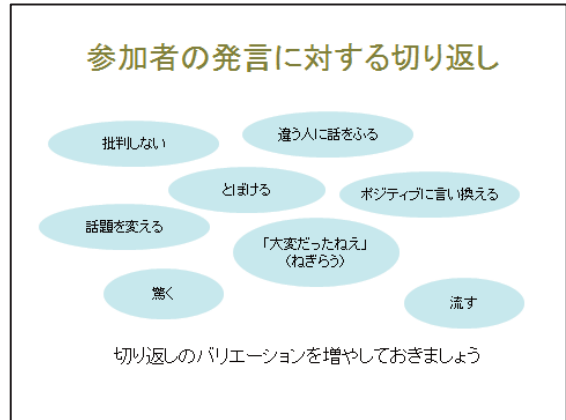 参加者の発言に対する切り返し
批判しない
違う人に話をふる
とぼける
ポジティブに言い換える
話題を変える
「大変だったねえ」
(ねぎらう)
驚く
流す
切り返しのバリエーションを増やしておきましょう